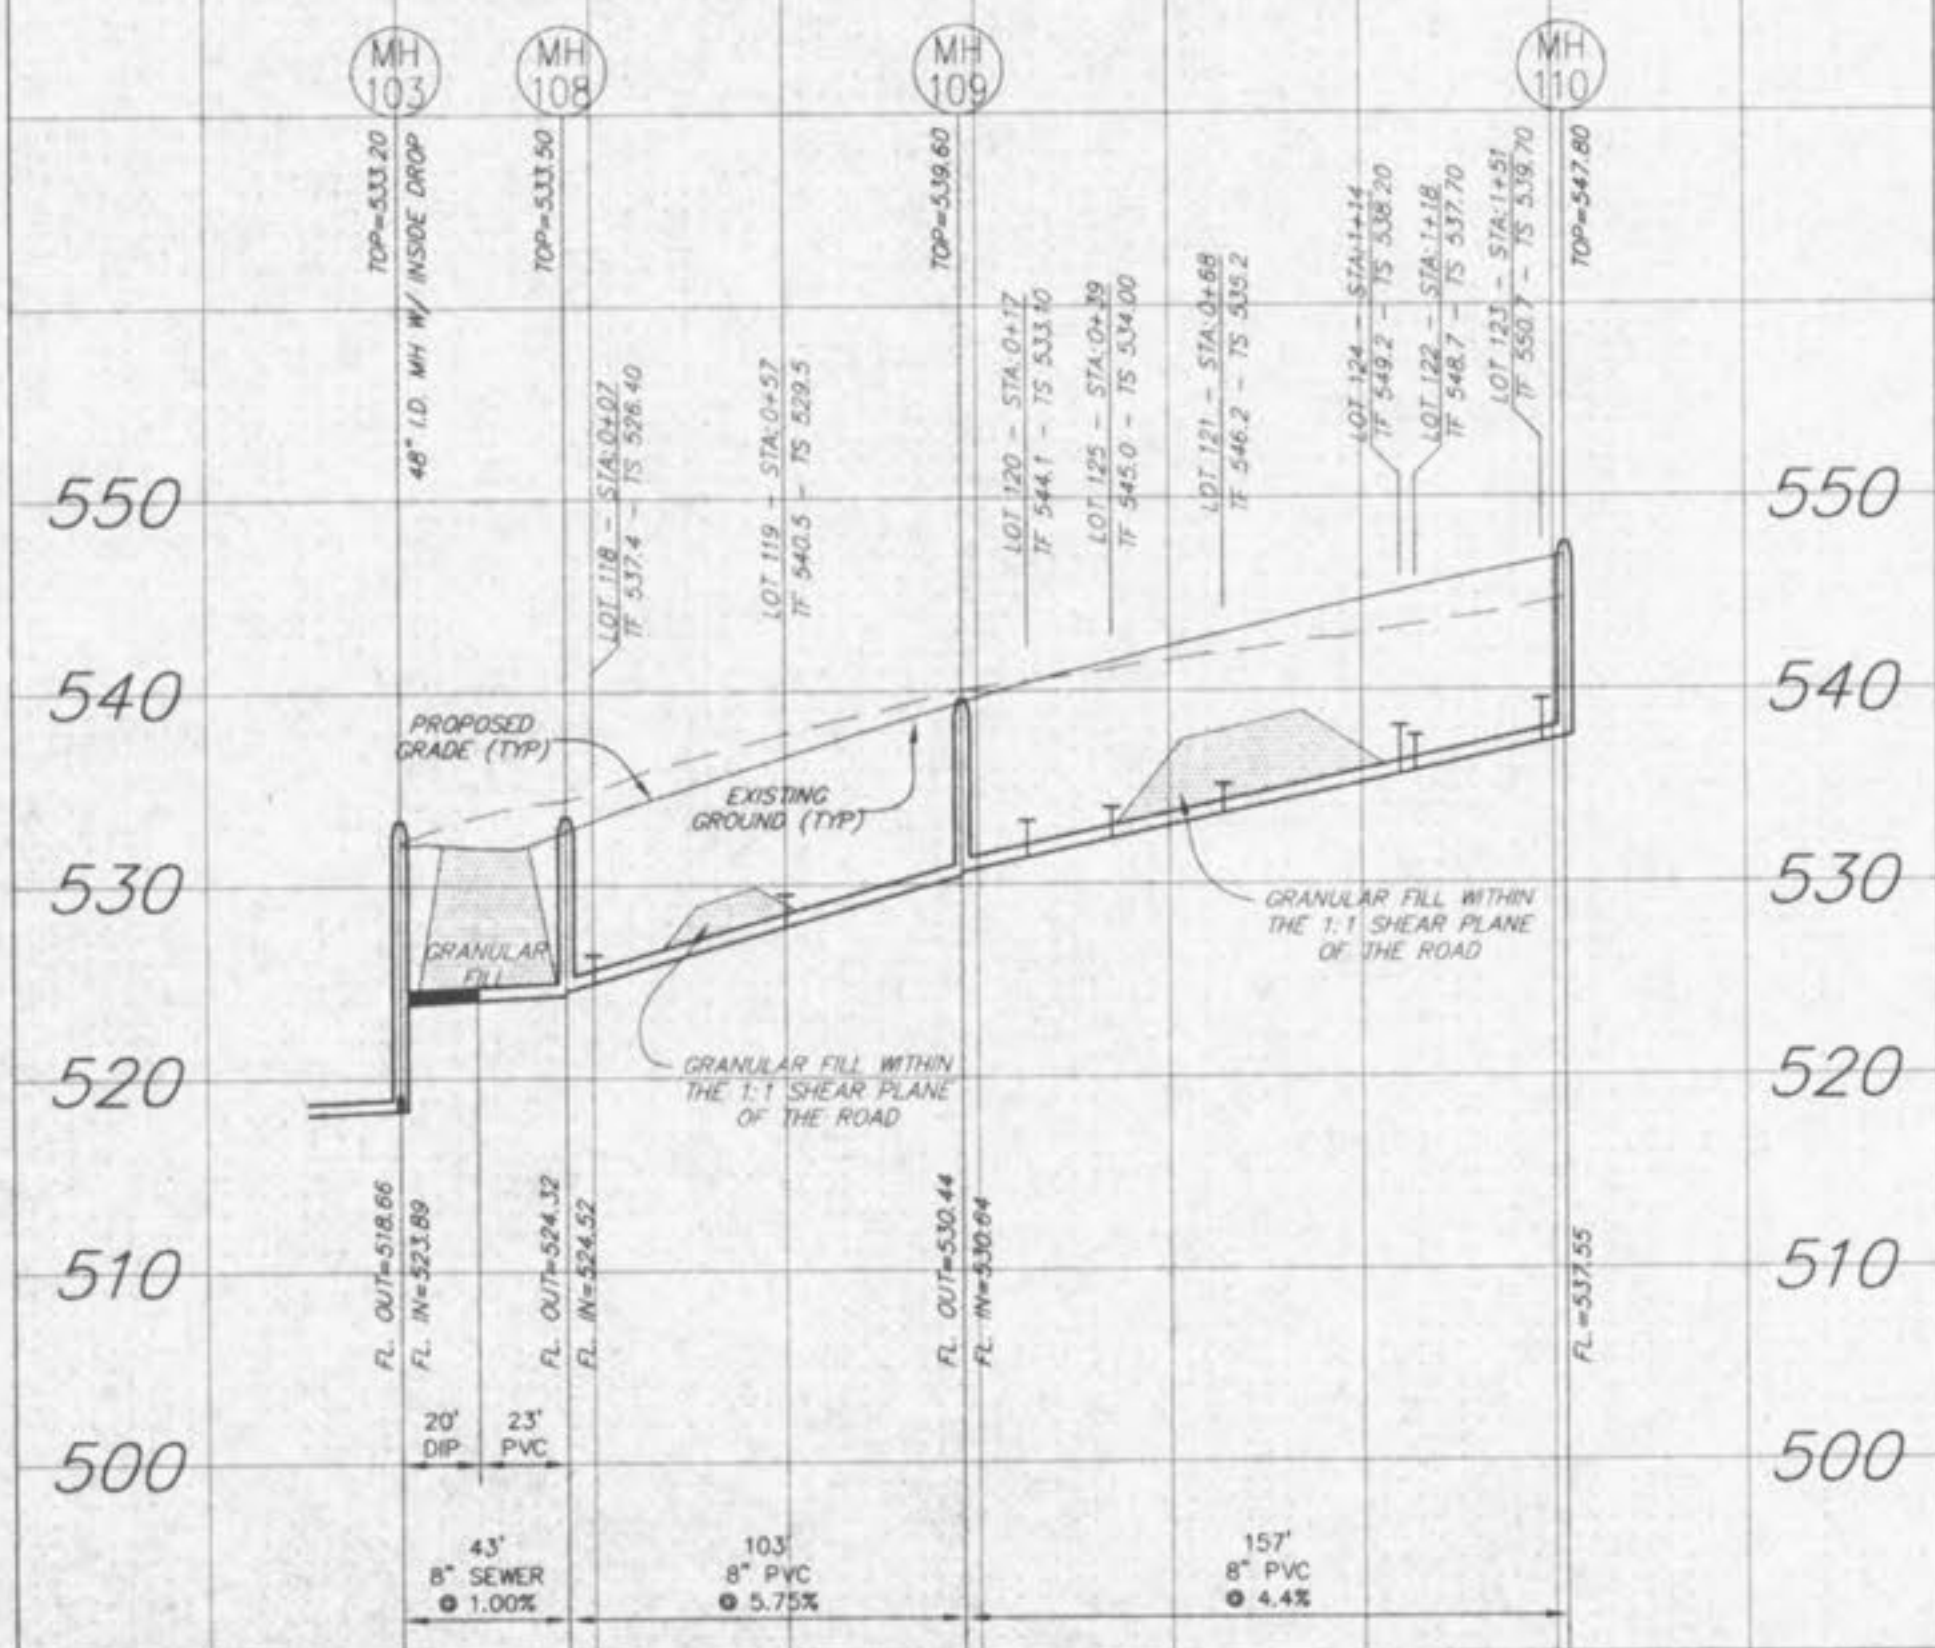 MH
103
MH
108
MH
109
MH
110
TOP=533.20
48" I.D. MH W/ INSIDE DROP
TOP=533.50
TOP=539.60
TOP=547.80
LOT 118 - STA:0+07
TF 537.4 - TS 526.40
LOT 119 - STA:0+57
TF 540.5 - TS 529.5
LOT 120 - STA:0+17
TF 544.1 - TS 533.10
LOT 125 - STA:0+39
TF 545.0 - TS 534.00
LOT 121 - STA:0+68
TF 546.2 - TS 535.2
LOT 124 - STA:1+14
TF 549.2 - TS 538.20
LOT 122 - STA:1+18
TF 548.7 - TS 537.70
LOT 123 - STA:1+51
TF 550.7 - TS 539.70
550
550
540
540
PROPOSED
GRADE (TYP)
EXISTING
GROUND (TYP)
530
530
GRANULAR
FILL
GRANULAR FILL WITHIN
THE 1:1 SHEAR PLANE
OF THE ROAD
GRANULAR FILL WITHIN
THE 1:1 SHEAR PLANE
OF THE ROAD
520
520
FL. OUT=518.66
FL. IN=523.89
FL. OUT=524.32
FL. IN=524.52
FL. OUT=530.44
FL. IN=530.64
FL.=537.55
510
510
20'
DIP
23'
PVC
500
500
43'
8" SEWER
@ 1.00%
103'
8" PVC
@ 5.75%
157'
8" PVC
@ 4.4%